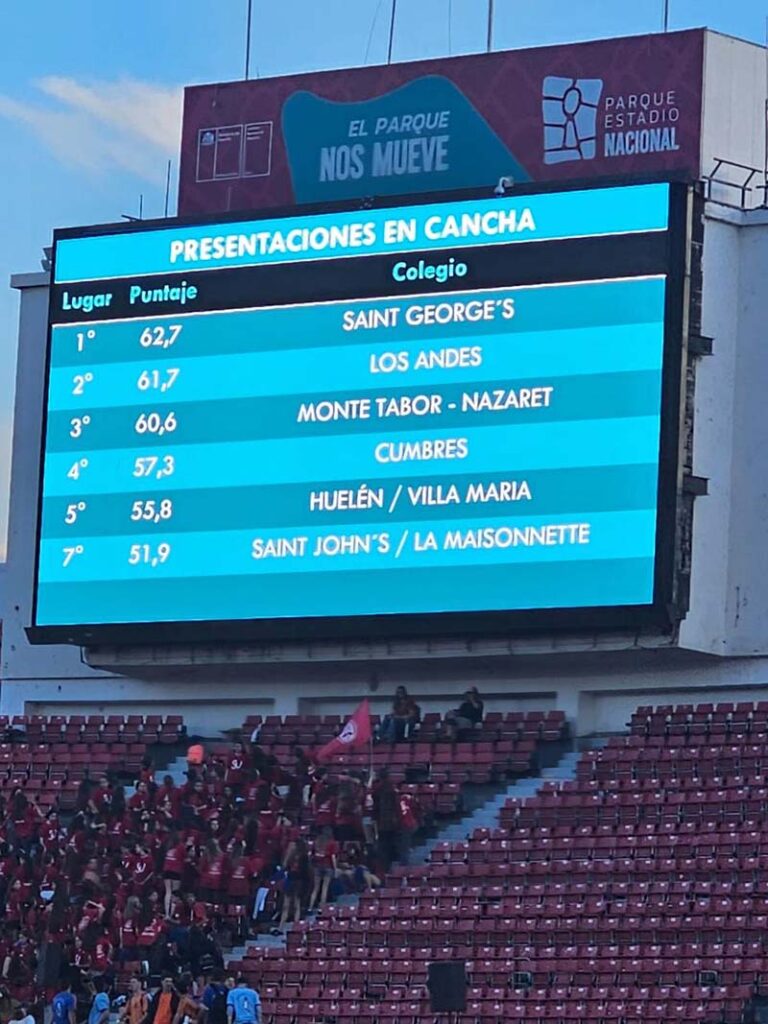 EL PARQUE
NOS MUEVE
PARQUE
ESTADIO
NACIONAL
PRESENTACIONES EN CANCHA
Lugar Puntaje Colegio
1° 62,7 SAINT GEORGE´S
2° 61,7 LOS ANDES
3° 60,6 MONTE TABOR - NAZARET
4° 57,3 CUMBRES
5° 55,8 HUELÉN / VILLA MARIA
7° 51,9 SAINT JOHN´S / LA MAISONNETTE